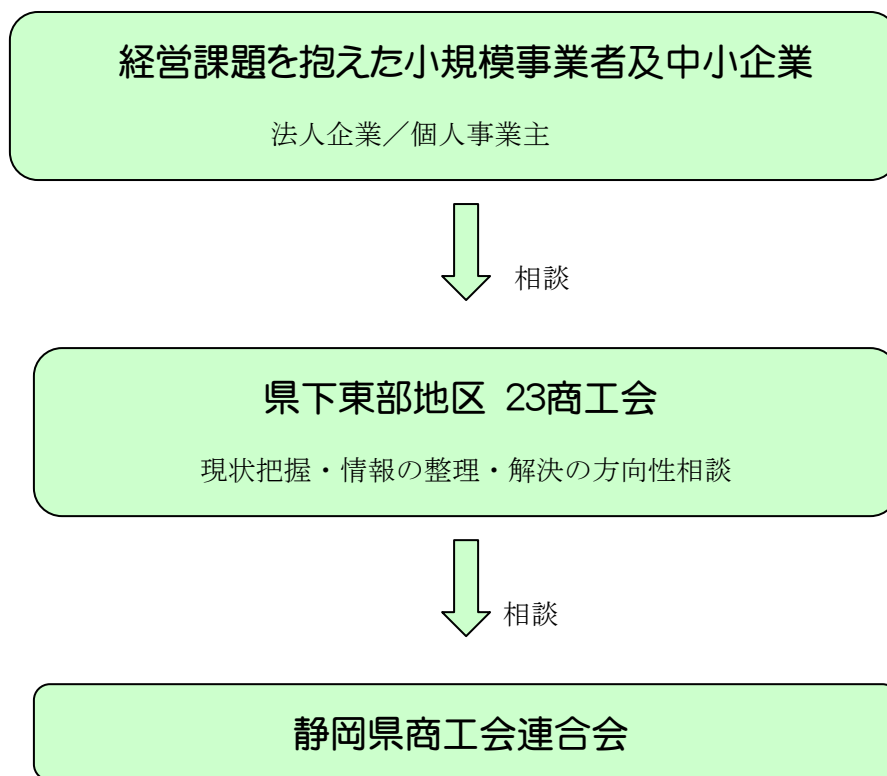 経営課題を抱えた小規模事業者及中小企業
法人企業／個人事業主
相談
県下東部地区 23商工会
現状把握・情報の整理・解決の方向性相談
相談
静岡県商工会連合会